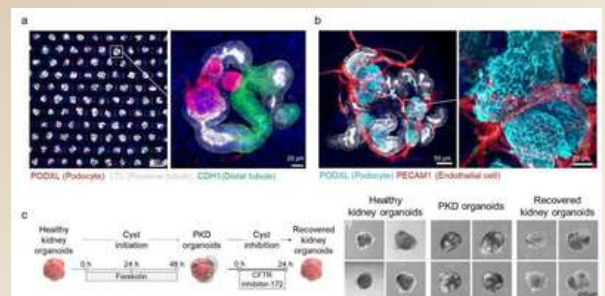 a
b
PODXL (Podocyte) LTL (Proximal tubule) CDH1(Distal tubule)
20 μm
PODXL (Podocyte) PECAM1 (Endothelial cell)
50 μm
20 μm
c
Healthy
kidney
organoids
Cyst
initiation
PKD
organoids
Cyst
inhibition
Recovered
kidney
organoids
0 h
24 h
48 h
Forskolin
0 h
24 h
CFTR
inhibitor-172
Healthy
kidney organoids
PKD organoids
Recovered
kidney organoids